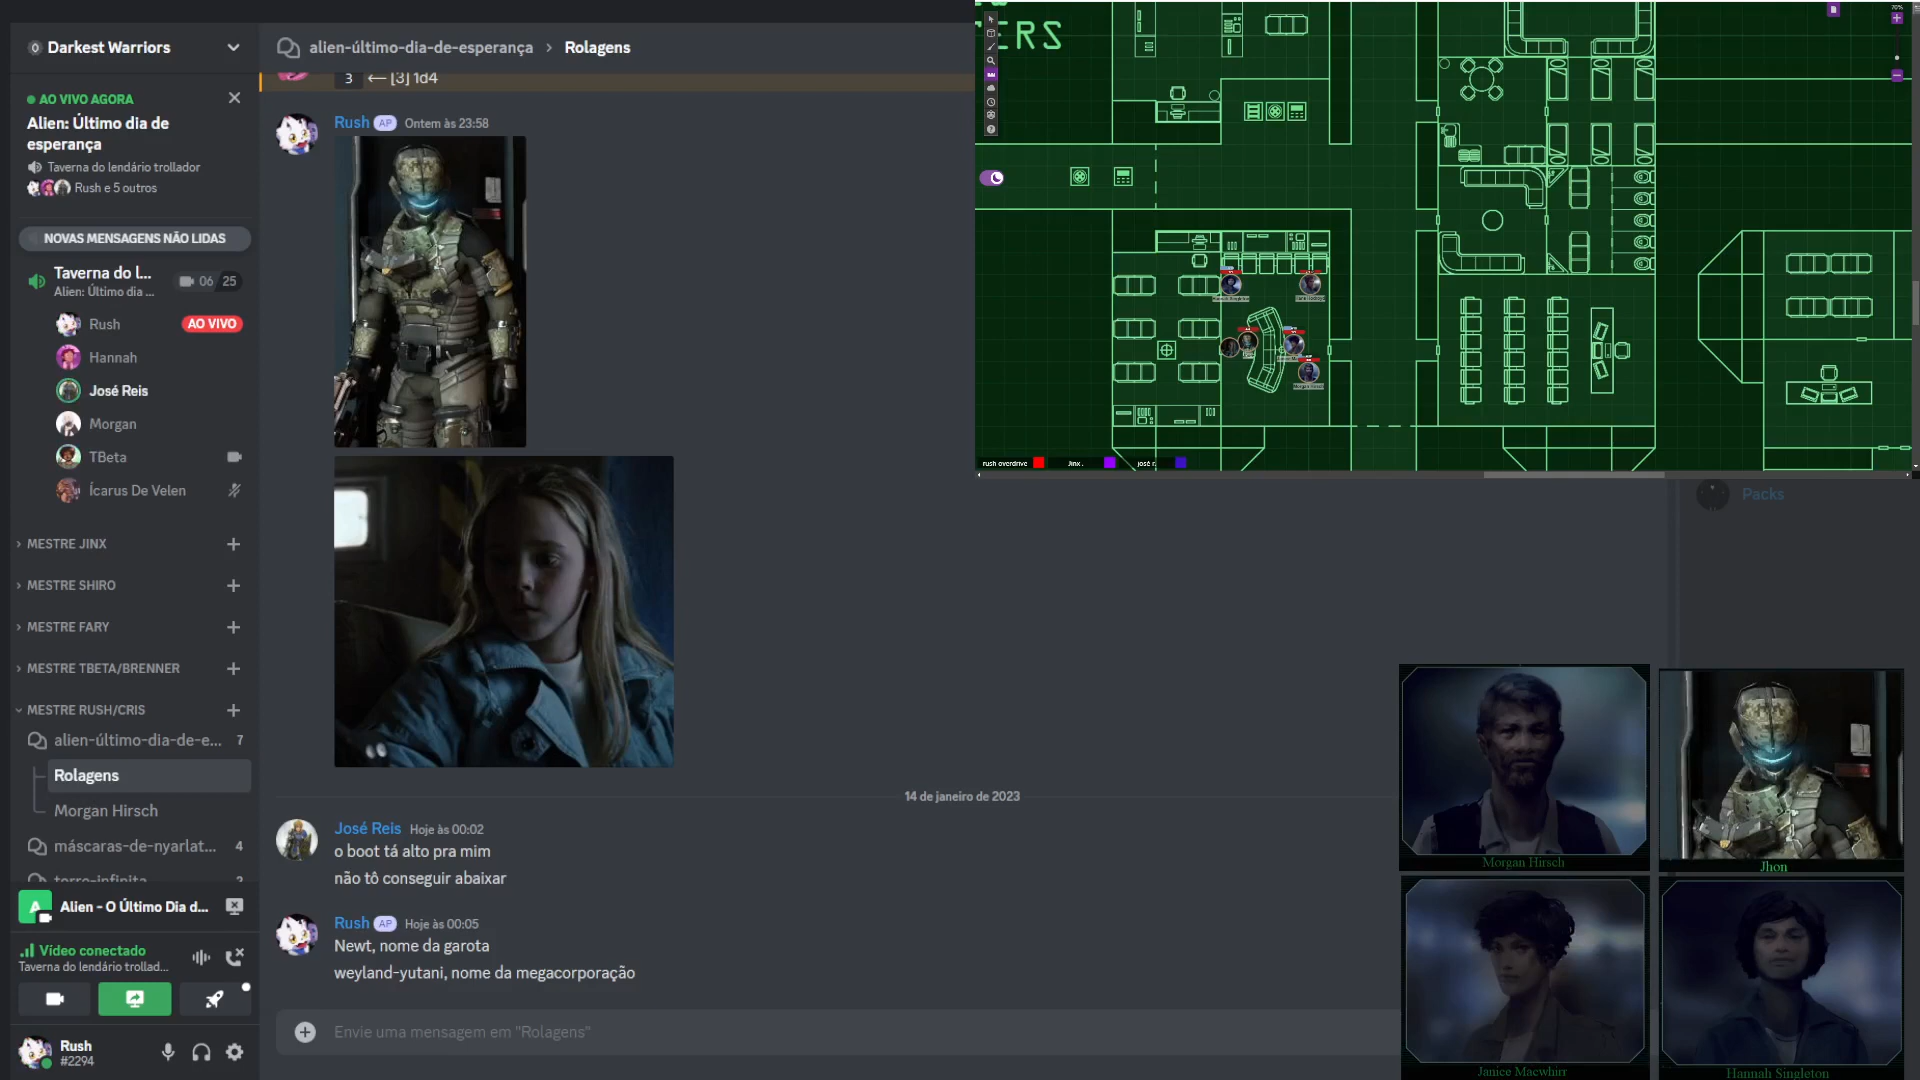 Darkest Warriors
AO VIVO AGORA
Alien: Último dia de
esperança
Taverna do lendário trollador
Rush e 5 outros
NOVAS MENSAGENS NÃO LIDAS
Taverna do l...
Alien: Último dia ...
06 25
Rush
AO VIVO
Hannah
José Reis
Morgan
TBeta
Ícarus De Velen
MESTRE JINX
MESTRE SHIRO
MESTRE FARY
MESTRE TBETA/BRENNER
MESTRE RUSH/CRIS
alien-último-dia-de-e... 7
Rolagens
Morgan Hirsch
máscaras-de-nyarlat... 4
torre-infinita
Alien - O Último Dia d...
Vídeo conectado
Taverna do lendário trollad...
Rush
#2294
alien-último-dia-de-esperança › Rolagens
3 ⟵ [3] 1d4
Rush AP Ontem às 23:58
14 de janeiro de 2023
José Reis Hoje às 00:02
o boot tá alto pra mim
não tô conseguir abaixar
Rush AP Hoje às 00:05
Newt, nome da garota
weyland-yutani, nome da megacorporação
Envie uma mensagem em "Rolagens"
ERS
70%
rush overdrive
Jinx .
josé r.
Packs
Morgan Hirsch
Jhon
Janice Macwhirr
Hannah Singleton